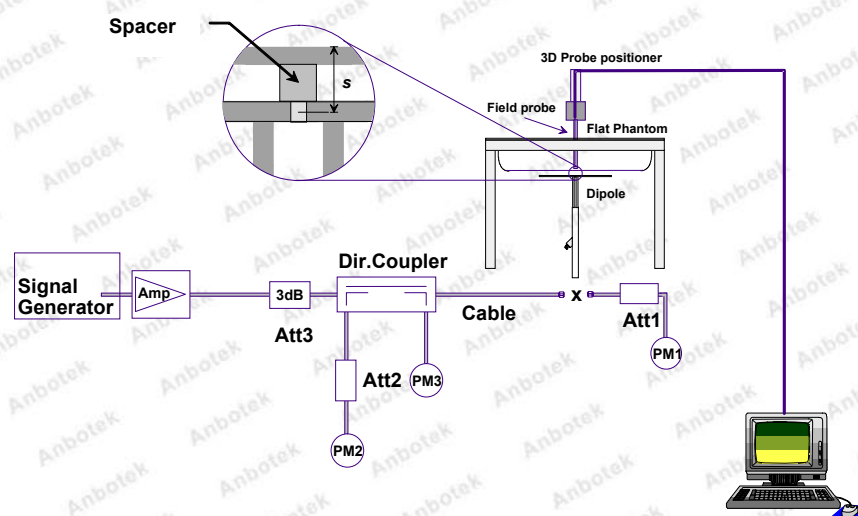 Spacer
s
3D Probe positioner
Field probe
Flat Phantom
Dipole
Signal
Generator
Amp
3dB
Att3
Dir.Coupler
Cable
x
Att1
PM1
Att2
PM3
PM2
Anbotek